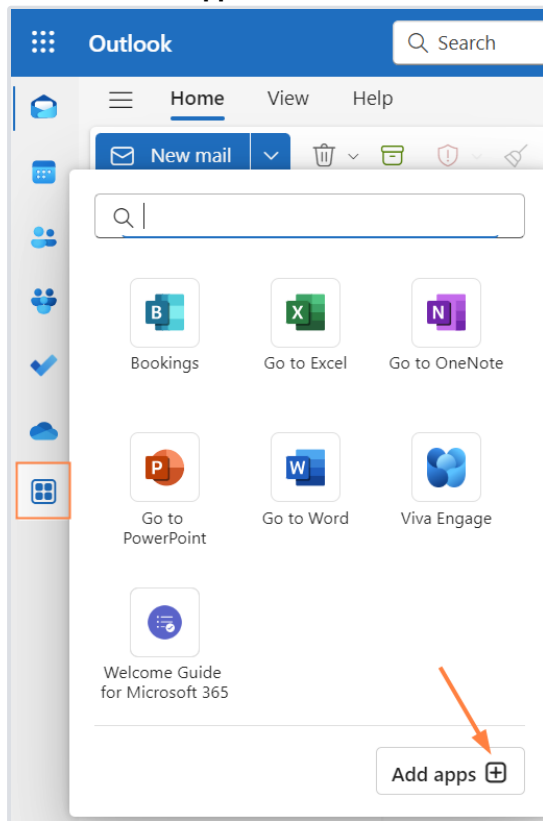 Outlook
Search
Home View Help
New mail
Bookings Go to Excel Go to OneNote
Go to
PowerPoint
Go to Word Viva Engage
Welcome Guide
for Microsoft 365
Add apps